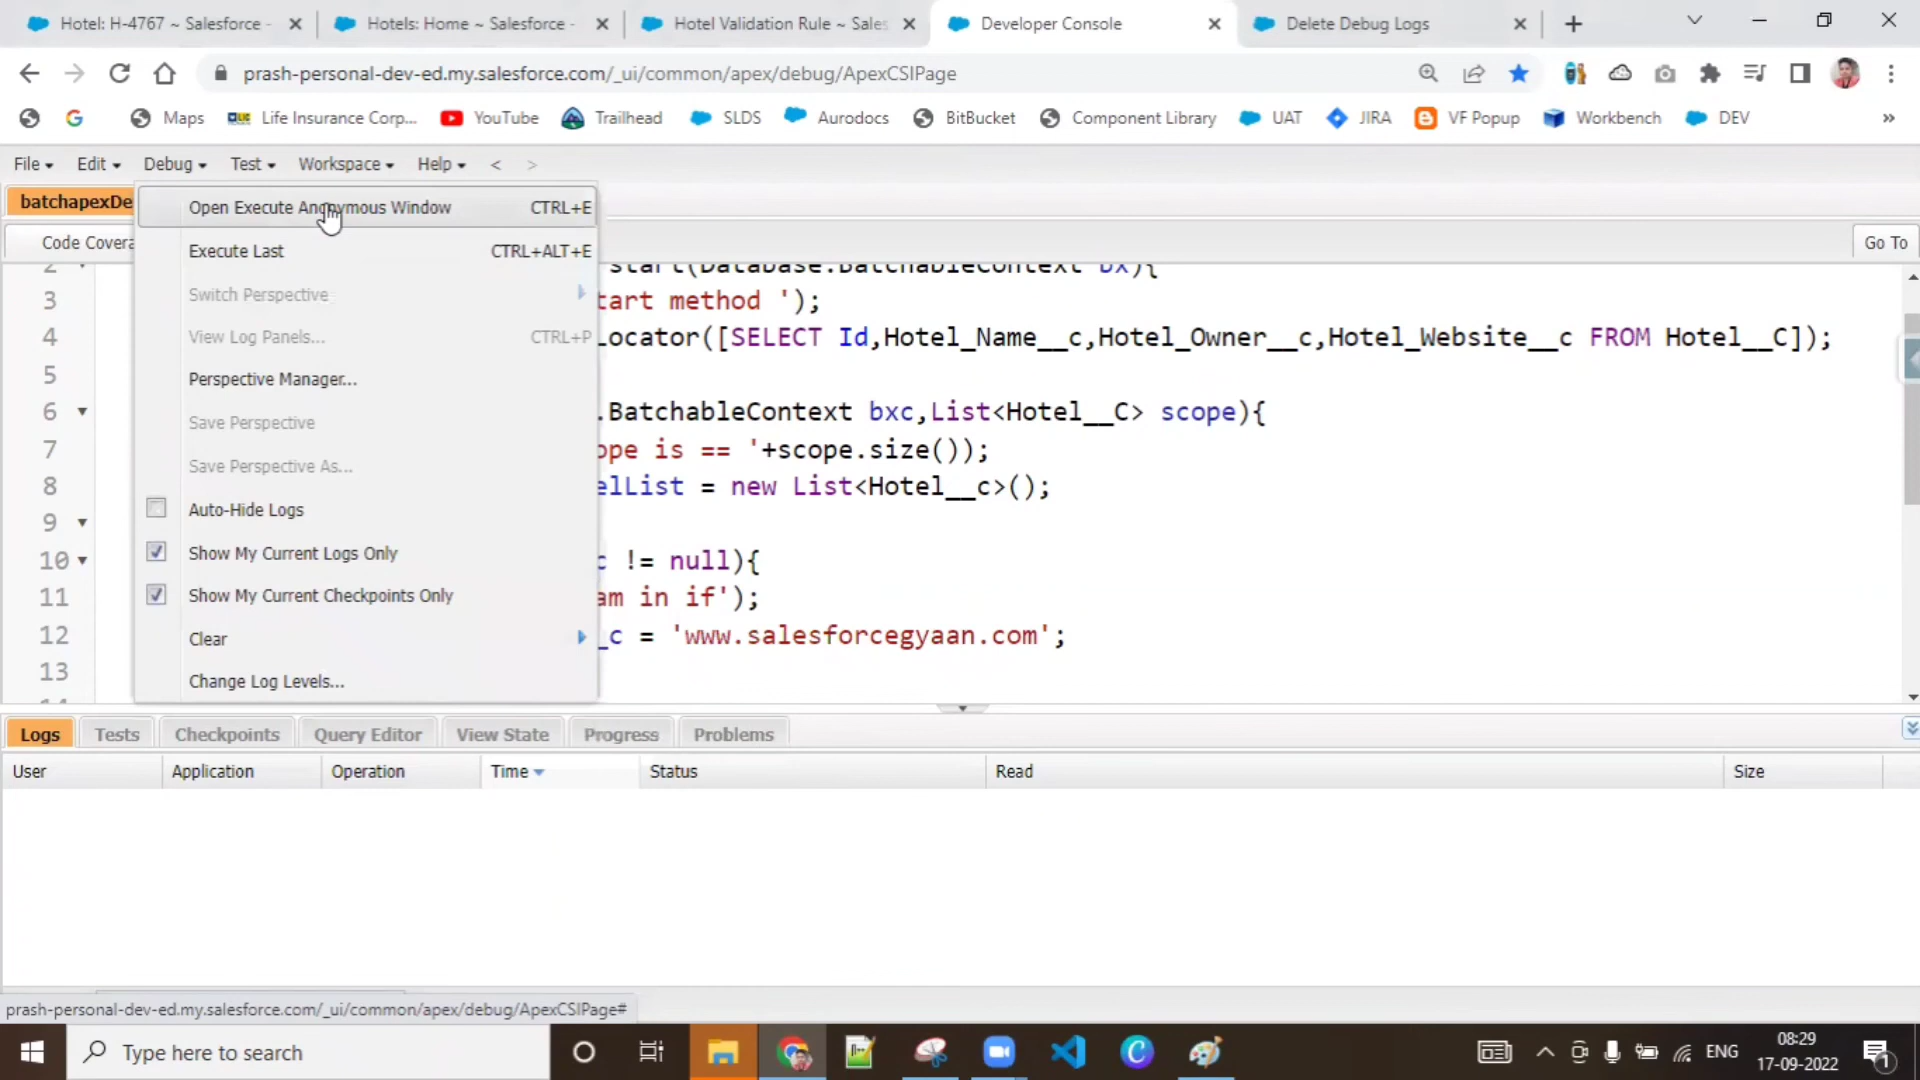 Hotel: H-4767 ~ Salesforce -
Hotels: Home ~ Salesforce -
Hotel Validation Rule ~ Sales
Developer Console
Delete Debug Logs
prash-personal-dev-ed.my.salesforce.com/_ui/common/apex/debug/ApexCSIPage
Maps
Life Insurance Corp...
YouTube
Trailhead
SLDS
Aurodocs
BitBucket
Component Library
UAT
JIRA
VF Popup
Workbench
DEV
»
File Edit Debug Test Workspace Help < >
batchapexDe
Code Covera
Go To
Open Execute Anonymous Window CTRL+E
Execute Last CTRL+ALT+E
Switch Perspective
View Log Panels... CTRL+P
Perspective Manager...
Save Perspective
Save Perspective As...
Auto-Hide Logs
Show My Current Logs Only
Show My Current Checkpoints Only
Clear
Change Log Levels...
2 start(Database.BatchableContext bx){
3 tart method ');
4 Locator([SELECT Id,Hotel_Name__c,Hotel_Owner__c,Hotel_Website__c FROM Hotel__C]);
5
6 .BatchableContext bxc,List<Hotel__C> scope){
7 ope is == '+scope.size());
8 elList = new List<Hotel__c>();
9
10 c != null){
11 am in if');
12 _c = 'www.salesforcegyaan.com';
13
Logs Tests Checkpoints Query Editor View State Progress Problems
User Application Operation Time Status Read Size
prash-personal-dev-ed.my.salesforce.com/_ui/common/apex/debug/ApexCSIPage#
Type here to search
ENG
08:29
17-09-2022
1